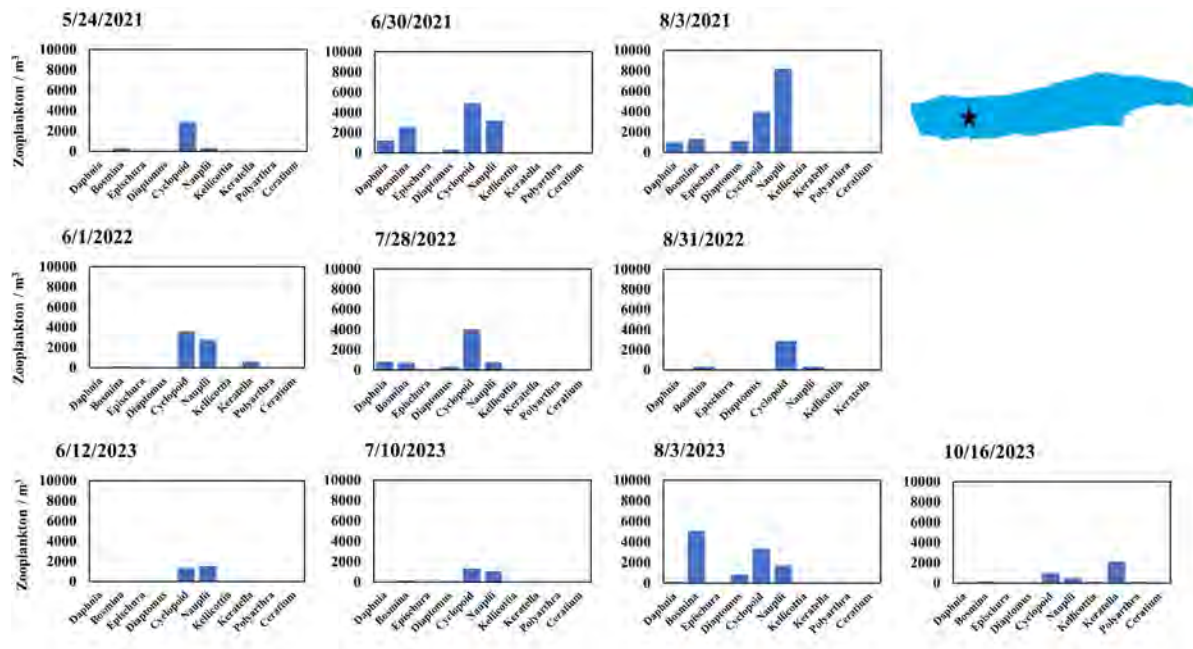 5/24/2021
6/30/2021
8/3/2021
Zooplankton / m³
10000
8000
6000
4000
2000
0
Daphnia
Bosmina
Epischura
Diaptomus
Cyclopoid
Nauplii
Kellicottia
Keratella
Polyarthra
Ceratium
10000
8000
6000
4000
2000
0
Daphnia
Bosmina
Epischura
Diaptomus
Cyclopoid
Nauplii
Kellicottia
Keratella
Polyarthra
Ceratium
10000
8000
6000
4000
2000
0
Daphnia
Bosmina
Epischura
Diaptomus
Cyclopoid
Nauplii
Kellicottia
Keratella
Polyarthra
Ceratium
6/1/2022
7/28/2022
8/31/2022
Zooplankton / m³
10000
8000
6000
4000
2000
0
Daphnia
Bosmina
Epischura
Diaptomus
Cyclopoid
Nauplii
Kellicottia
Keratella
Polyarthra
Ceratium
10000
8000
6000
4000
2000
0
Daphnia
Bosmina
Epischura
Diaptomus
Cyclopoid
Nauplii
Kellicottia
Keratella
Polyarthra
Ceratium
10000
8000
6000
4000
2000
0
Daphnia
Bosmina
Epischura
Diaptomus
Cyclopoid
Nauplii
Kellicottia
Keratella
6/12/2023
7/10/2023
8/3/2023
10/16/2023
Zooplankton / m³
10000
8000
6000
4000
2000
0
Daphnia
Bosmina
Epischura
Diaptomus
Cyclopoid
Nauplii
Kellicottia
Keratella
Polyarthra
Ceratium
10000
8000
6000
4000
2000
0
Daphnia
Bosmina
Epischura
Diaptomus
Cyclopoid
Nauplii
Kellicottia
Keratella
Polyarthra
Ceratium
10000
8000
6000
4000
2000
0
Daphnia
Bosmina
Epischura
Diaptomus
Cyclopoid
Nauplii
Kellicottia
Keratella
Polyarthra
Ceratium
10000
8000
6000
4000
2000
0
Daphnia
Bosmina
Epischura
Diaptomus
Cyclopoid
Nauplii
Kellicottia
Keratella
Polyarthra
Ceratium